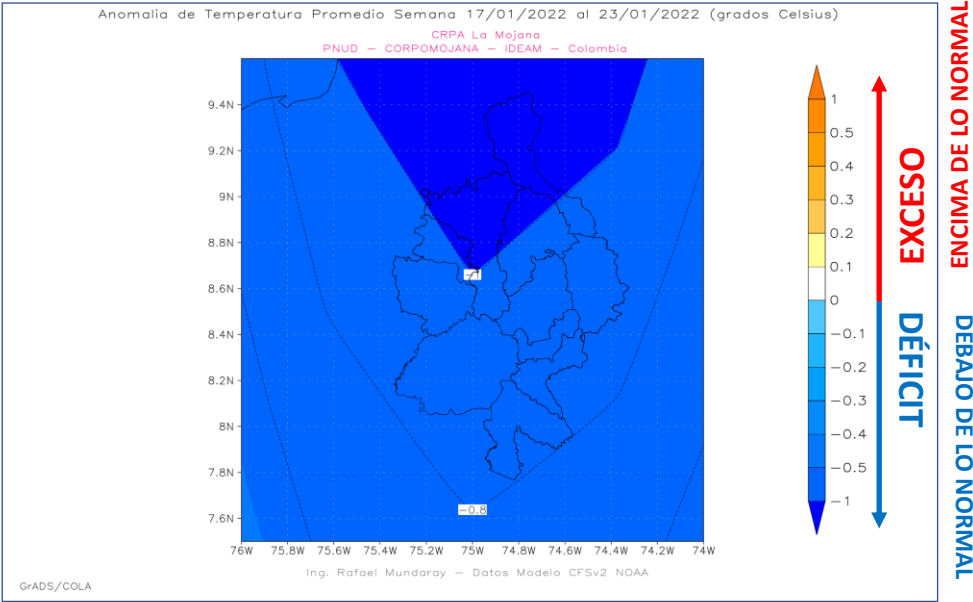 Anomalia de Temperatura Promedio Semana 17/01/2022 al 23/01/2022 (grados Celsius)
CRPA La Mojana
PNUD – CORPOMOJANA – IDEAM – Colombia
9.4N
9.2N
9N
8.8N
8.6N
8.4N
8.2N
8N
7.8N
7.6N
-1
-0.8
76W 75.8W 75.6W 75.4W 75.2W 75W 74.8W 74.6W 74.4W 74.2W 74W
1
0.5
0.4
0.3
0.2
0.1
0
-0.1
-0.2
-0.3
-0.4
-0.5
-1
EXCESO
DÉFICIT
ENCIMA DE LO NORMAL
DEBAJO DE LO NORMAL
Ing. Rafael Mundaray – Datos Modelo CFSv2 NOAA
GrADS/COLA